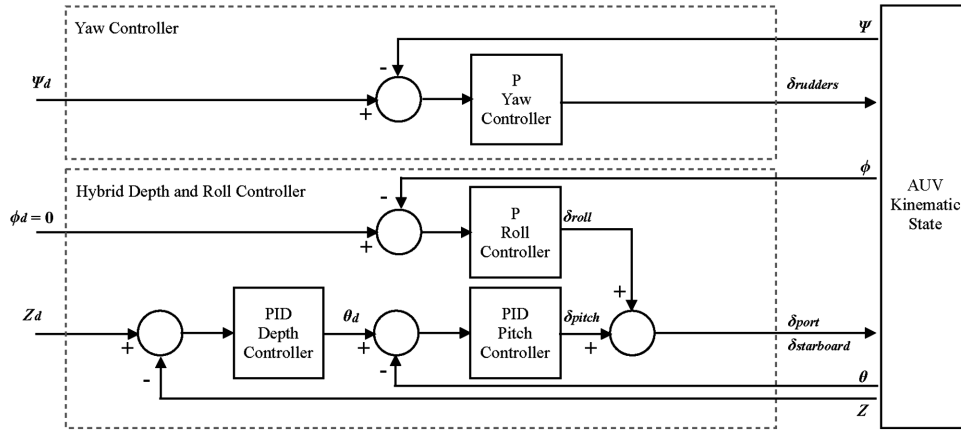 Yaw Controller
Ψ
-
Ψd
+
P
Yaw
Controller
δrudders
Hybrid Depth and Roll Controller
ϕ
-
ϕd = 0
+
P
Roll
Controller
δroll
AUV
Kinematic
State
+
Zd
+
-
PID
Depth
Controller
θd
+
-
PID
Pitch
Controller
δpitch
+
δport
δstarboard
θ
Z